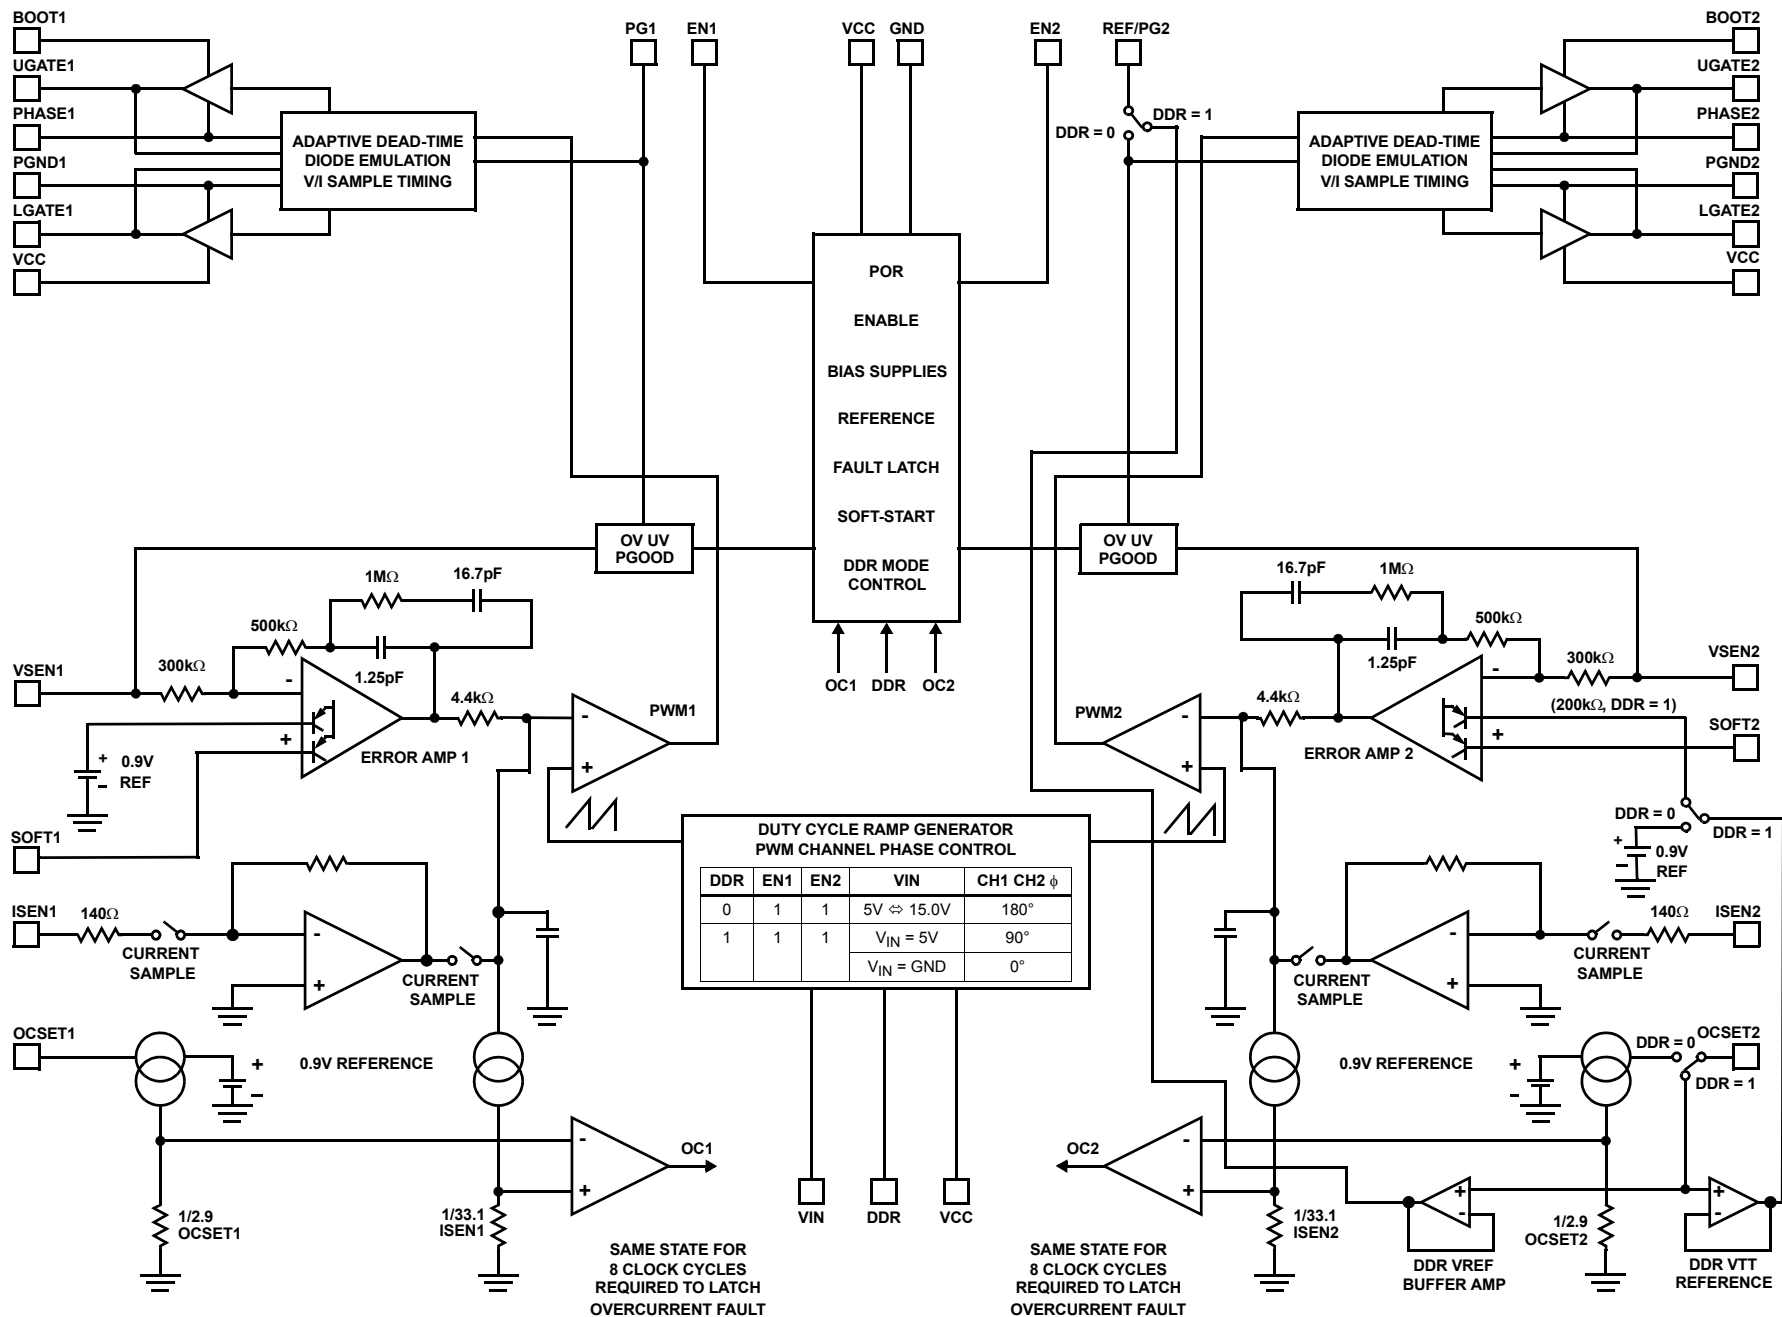 BOOT1
UGATE1
PHASE1
PGND1
LGATE1
VCC
ADAPTIVE DEAD-TIME
DIODE EMULATION
V/I SAMPLE TIMING
PG1
EN1
VCC
GND
EN2
REF/PG2
DDR = 1
DDR = 0
ADAPTIVE DEAD-TIME
DIODE EMULATION
V/I SAMPLE TIMING
BOOT2
UGATE2
PHASE2
PGND2
LGATE2
VCC
POR
ENABLE
BIAS SUPPLIES
REFERENCE
FAULT LATCH
SOFT-START
DDR MODE
CONTROL
OC1
DDR
OC2
OV UV
PGOOD
OV UV
PGOOD
1MΩ
16.7pF
500kΩ
1.25pF
300kΩ
VSEN1
-
+
4.4kΩ
ERROR AMP 1
+
-
0.9V
REF
SOFT1
-
+
PWM1
16.7pF
1MΩ
500kΩ
1.25pF
300kΩ
VSEN2
(200kΩ, DDR = 1)
-
+
SOFT2
4.4kΩ
ERROR AMP 2
PWM2
-
+
DDR = 0
DDR = 1
+
-
0.9V
REF
DUTY CYCLE RAMP GENERATOR
PWM CHANNEL PHASE CONTROL
DDR EN1 EN2 VIN CH1 CH2 ϕ
0 1 1 5V ⇔ 15.0V 180°
1 1 1 VIN = 5V 90°
VIN = GND 0°
VIN
DDR
VCC
ISEN1
140Ω
CURRENT
SAMPLE
-
+
CURRENT
SAMPLE
ISEN2
140Ω
CURRENT
SAMPLE
-
+
CURRENT
SAMPLE
OCSET1
+
-
0.9V REFERENCE
-
+
OC1
1/2.9
OCSET1
1/33.1
ISEN1
SAME STATE FOR
8 CLOCK CYCLES
REQUIRED TO LATCH
OVERCURRENT FAULT
0.9V REFERENCE
+
-
DDR = 0
OCSET2
DDR = 1
OC2
-
+
1/33.1
ISEN2
SAME STATE FOR
8 CLOCK CYCLES
REQUIRED TO LATCH
OVERCURRENT FAULT
+
-
DDR VREF
BUFFER AMP
1/2.9
OCSET2
+
-
DDR VTT
REFERENCE